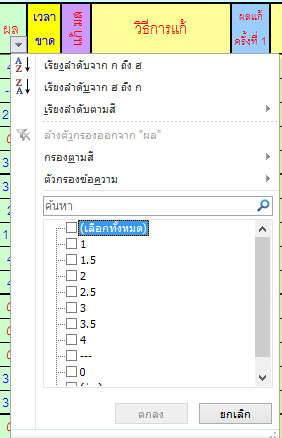 ผล
เวลา
ขาด
วิธีการแก้
ผลแก้
ครั้งที่ 1
เรียงลำดับจาก ก ถึง ฮ
เรียงลำดับจาก ฮ ถึง ก
เรียงลำดับตามสี
ล้างตัวกรองออกจาก "ผล"
กรองตามสี
ตัวกรองข้อความ
ค้นหา
(เลือกทั้งหมด)
1
1.5
2
2.5
3
3.5
4
---
0
ตกลง
ยกเลิก